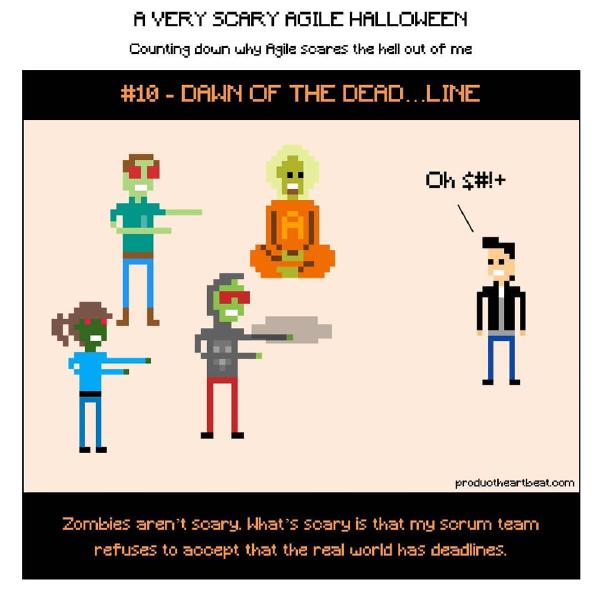 A VERY SCARY AGILE HALLOWEEN
Counting down why Agile scares the hell out of me
#10 - DAWN OF THE DEAD...LINE
Oh $#!+
productheartbeat.com
Zombies aren't scary. What's scary is that my scrum team
refuses to accept that the real world has deadlines.